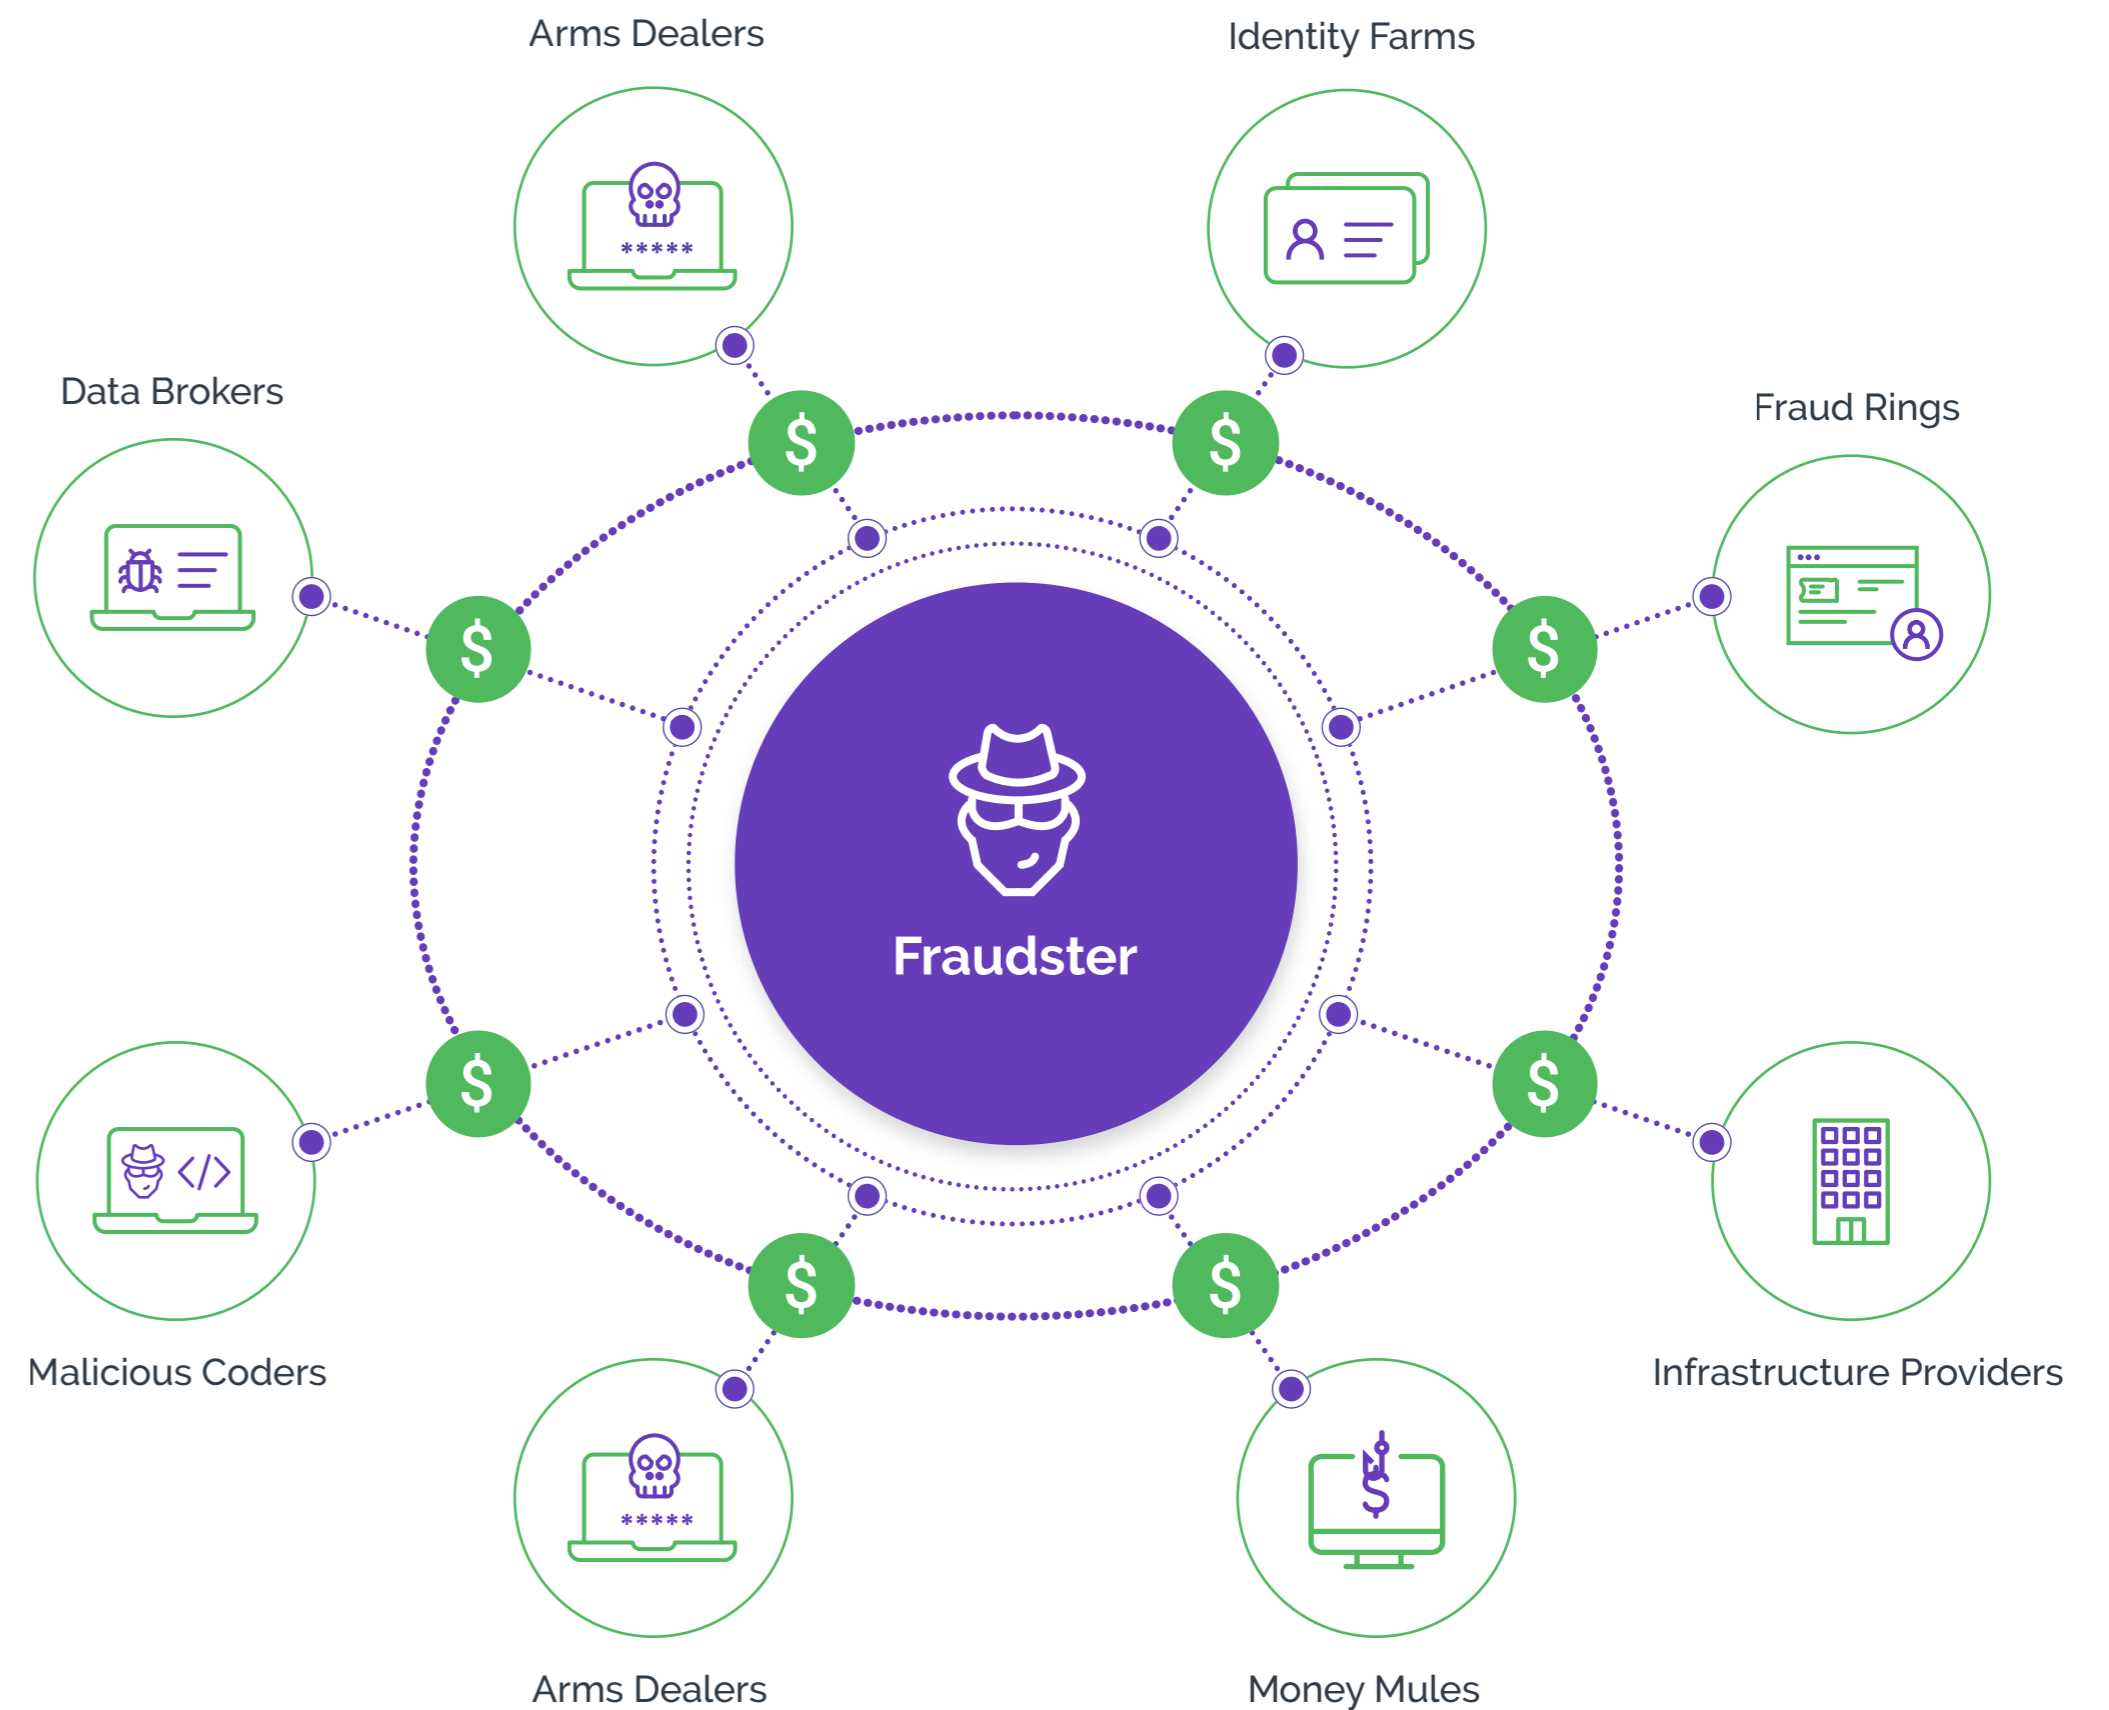 Arms Dealers
Identity Farms
Data Brokers
Fraud Rings
*****
$
$
$
$
Fraudster
$
$
</>
$
$
Malicious Coders
Infrastructure Providers
$
*****
Arms Dealers
Money Mules